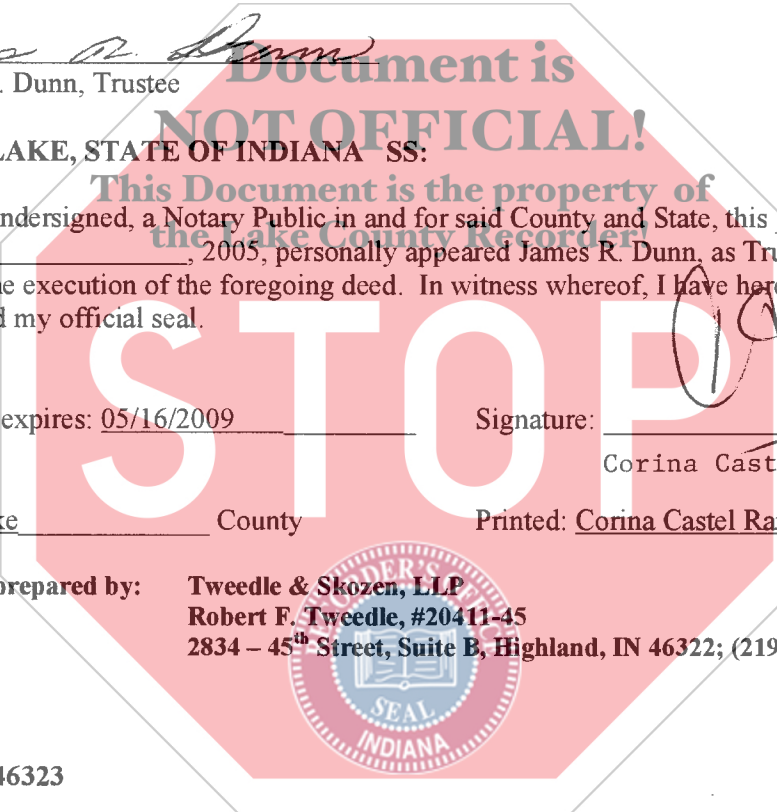 Document is
. Dunn, Trustee
NOT OFFICIAL!
LAKE, STATE OF INDIANA SS:
This Document is the property of
ndersigned, a Notary Public in and for said County and State, this
the Lake County Recorder!
, 2005, personally appeared James R. Dunn, as Tru
e execution of the foregoing deed. In witness whereof, I have here
d my official seal.
STOP
expires: 05/16/2009 Signature:
Corina Cast
ke County Printed: Corina Castel Ra
prepared by: Tweedle & Skozen, LLP
Robert F. Tweedle, #20411-45
2834 – 45th Street, Suite B, Highland, IN 46322; (219
RECORDER'S OFFICE
SEAL
INDIANA
46323